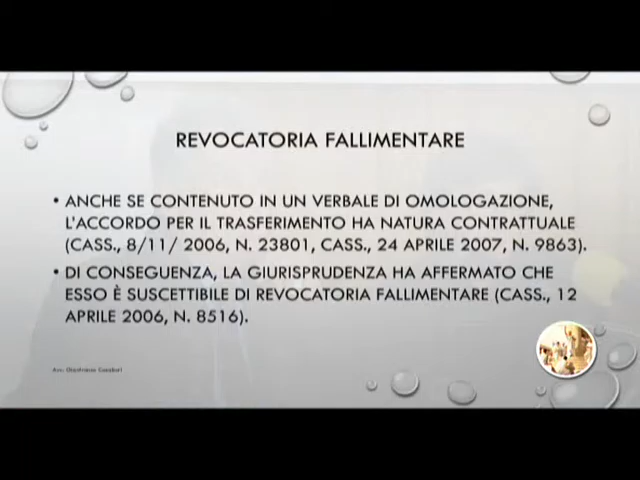 REVOCATORIA FALLIMENTARE
• ANCHE SE CONTENUTO IN UN VERBALE DI OMOLOGAZIONE,
L'ACCORDO PER IL TRASFERIMENTO HA NATURA CONTRATTUALE
(CASS., 8/11/ 2006, N. 23801, CASS., 24 APRILE 2007, N. 9863).
• DI CONSEGUENZA, LA GIURISPRUDENZA HA AFFERMATO CHE
ESSO È SUSCETTIBILE DI REVOCATORIA FALLIMENTARE (CASS., 12
APRILE 2006, N. 8516).
Avv.